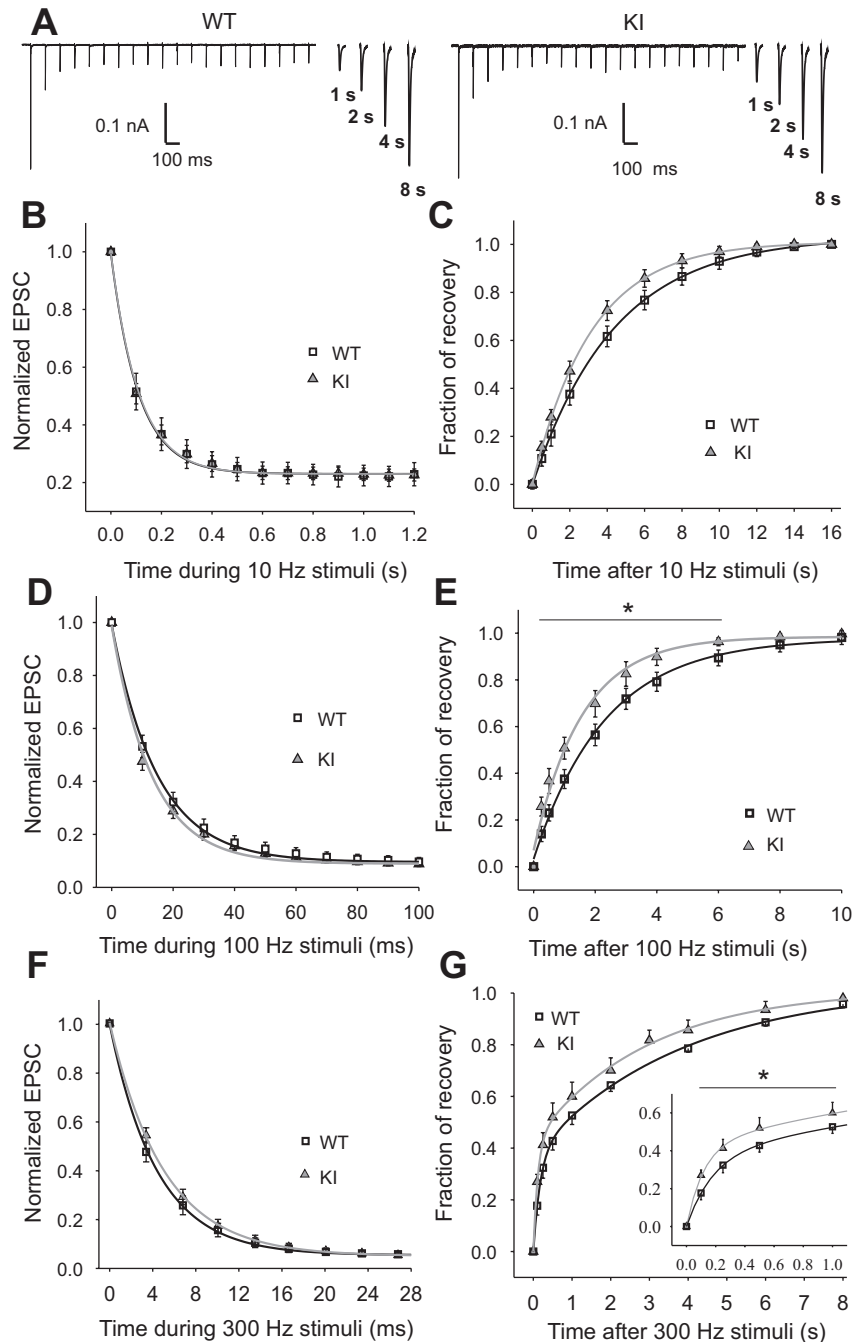 A
WT
KI
1 s
2 s
4 s
8 s
0.1 nA
100 ms
1 s
2 s
4 s
8 s
0.1 nA
100 ms
B
Normalized EPSC
1.0
0.8
0.6
0.4
0.2
WT
KI
0.0 0.2 0.4 0.6 0.8 1.0 1.2
Time during 10 Hz stimuli (s)
C
Fraction of recovery
1.0
0.8
0.6
0.4
0.2
0.0
WT
KI
0 2 4 6 8 10 12 14 16
Time after 10 Hz stimuli (s)
D
Normalized EPSC
1.0
0.8
0.6
0.4
0.2
0.0
WT
KI
0 20 40 60 80 100
Time during 100 Hz stimuli (ms)
E
Fraction of recovery
*
1.0
0.8
0.6
0.4
0.2
0.0
WT
KI
0 2 4 6 8 10
Time after 100 Hz stimuli (s)
F
Normalized EPSC
1.0
0.8
0.6
0.4
0.2
0.0
WT
KI
0 4 8 12 16 20 24 28
Time during 300 Hz stimuli (ms)
G
Fraction of recovery
1.0
0.8
0.6
0.4
0.2
0.0
WT
KI
*
0.6
0.4
0.2
0.0
0.0 0.2 0.4 0.6 0.8 1.0
0 1 2 3 4 5 6 7 8
Time after 300 Hz stimuli (s)